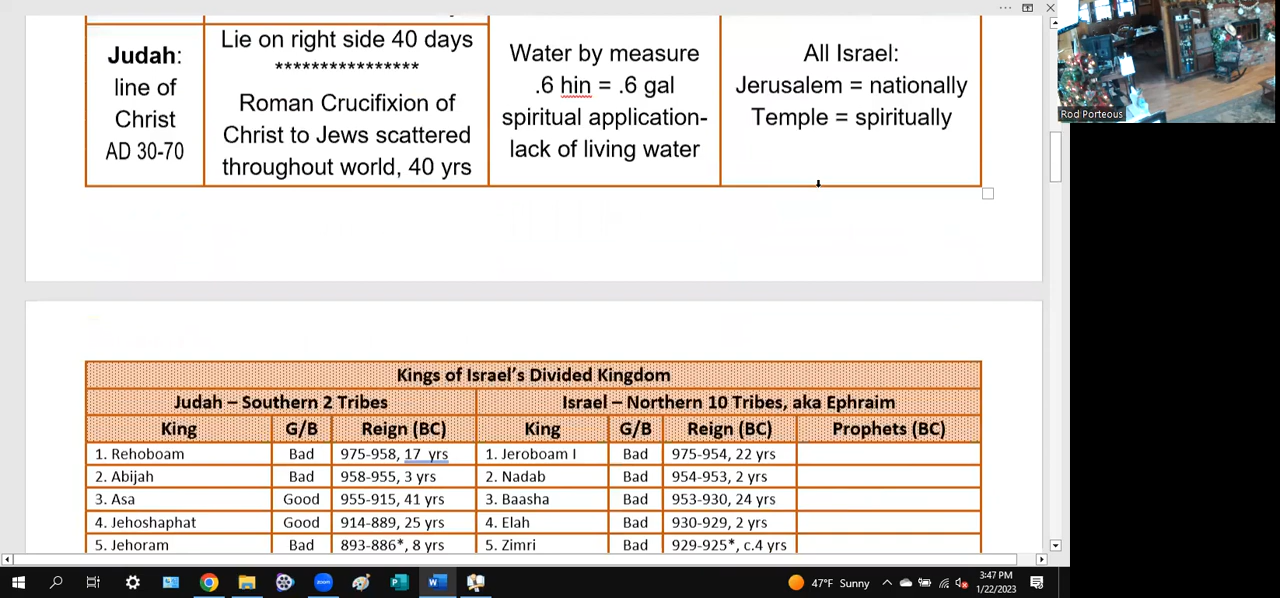 Judah:
line of
Christ
AD 30-70
Lie on right side 40 days
****************
Roman Crucifixion of
Christ to Jews scattered
throughout world, 40 yrs
Water by measure
.6 hin = .6 gal
spiritual application-
lack of living water
All Israel:
Jerusalem = nationally
Temple = spiritually
Rod Porteous
Kings of Israel's Divided Kingdom
Judah – Southern 2 Tribes Israel – Northern 10 Tribes, aka Ephraim
King G/B Reign (BC) King G/B Reign (BC) Prophets (BC)
1. Rehoboam Bad 975-958, 17 yrs 1. Jeroboam I Bad 975-954, 22 yrs
2. Abijah Bad 958-955, 3 yrs 2. Nadab Bad 954-953, 2 yrs
3. Asa Good 955-915, 41 yrs 3. Baasha Bad 953-930, 24 yrs
4. Jehoshaphat Good 914-889, 25 yrs 4. Elah Bad 930-929, 2 yrs
5. Jehoram Bad 893-886*, 8 yrs 5. Zimri Bad 929-925*, c.4 yrs
zoom
47°F Sunny
3:47 PM
1/22/2023